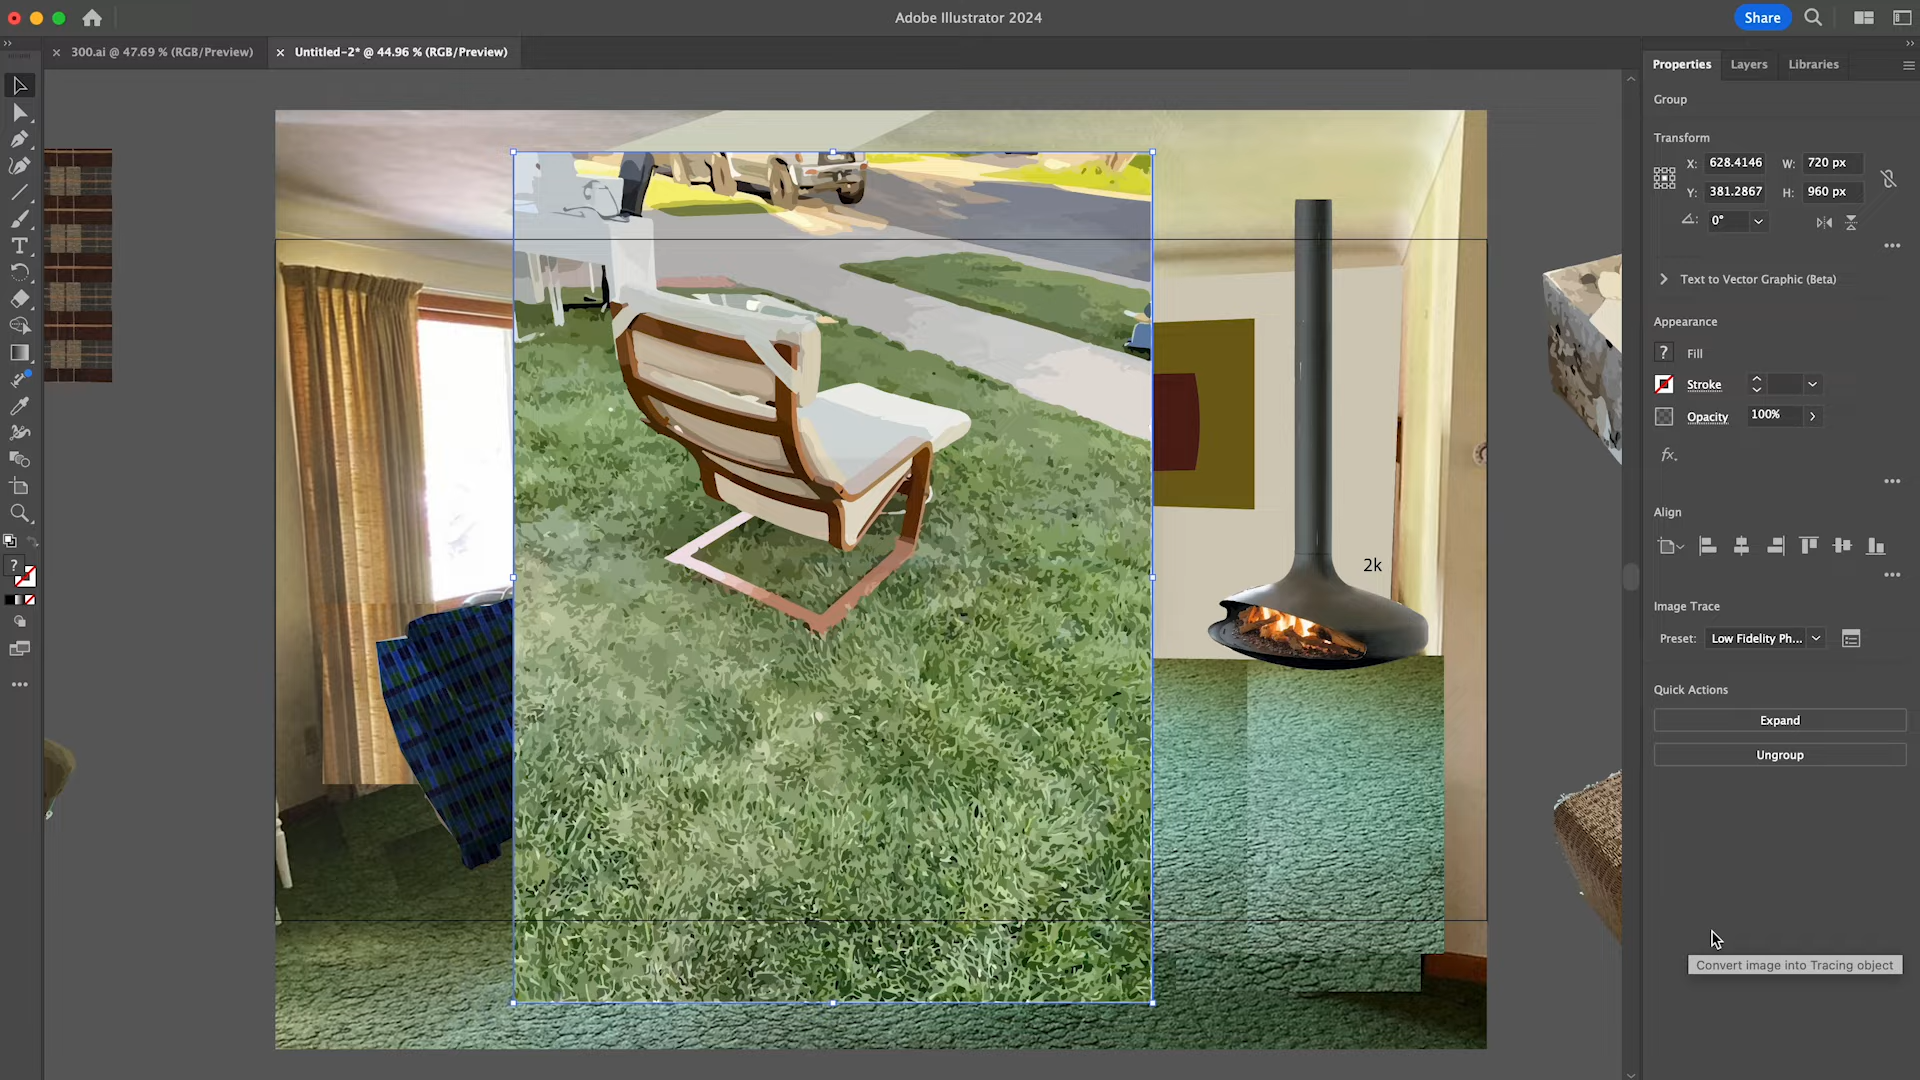 Adobe Illustrator 2024
Share
300.ai @ 47.69 % (RGB/Preview)
Untitled-2* @ 44.96 % (RGB/Preview)
Properties
Layers
Libraries
Group
Transform
X: 628.4146 W: 720 px
Y: 381.2867 H: 960 px
0°
Text to Vector Graphic (Beta)
Appearance
? Fill
Stroke
Opacity 100%
fx.
Align
2k
Image Trace
Preset: Low Fidelity Ph...
Quick Actions
Expand
Ungroup
Convert image into Tracing object